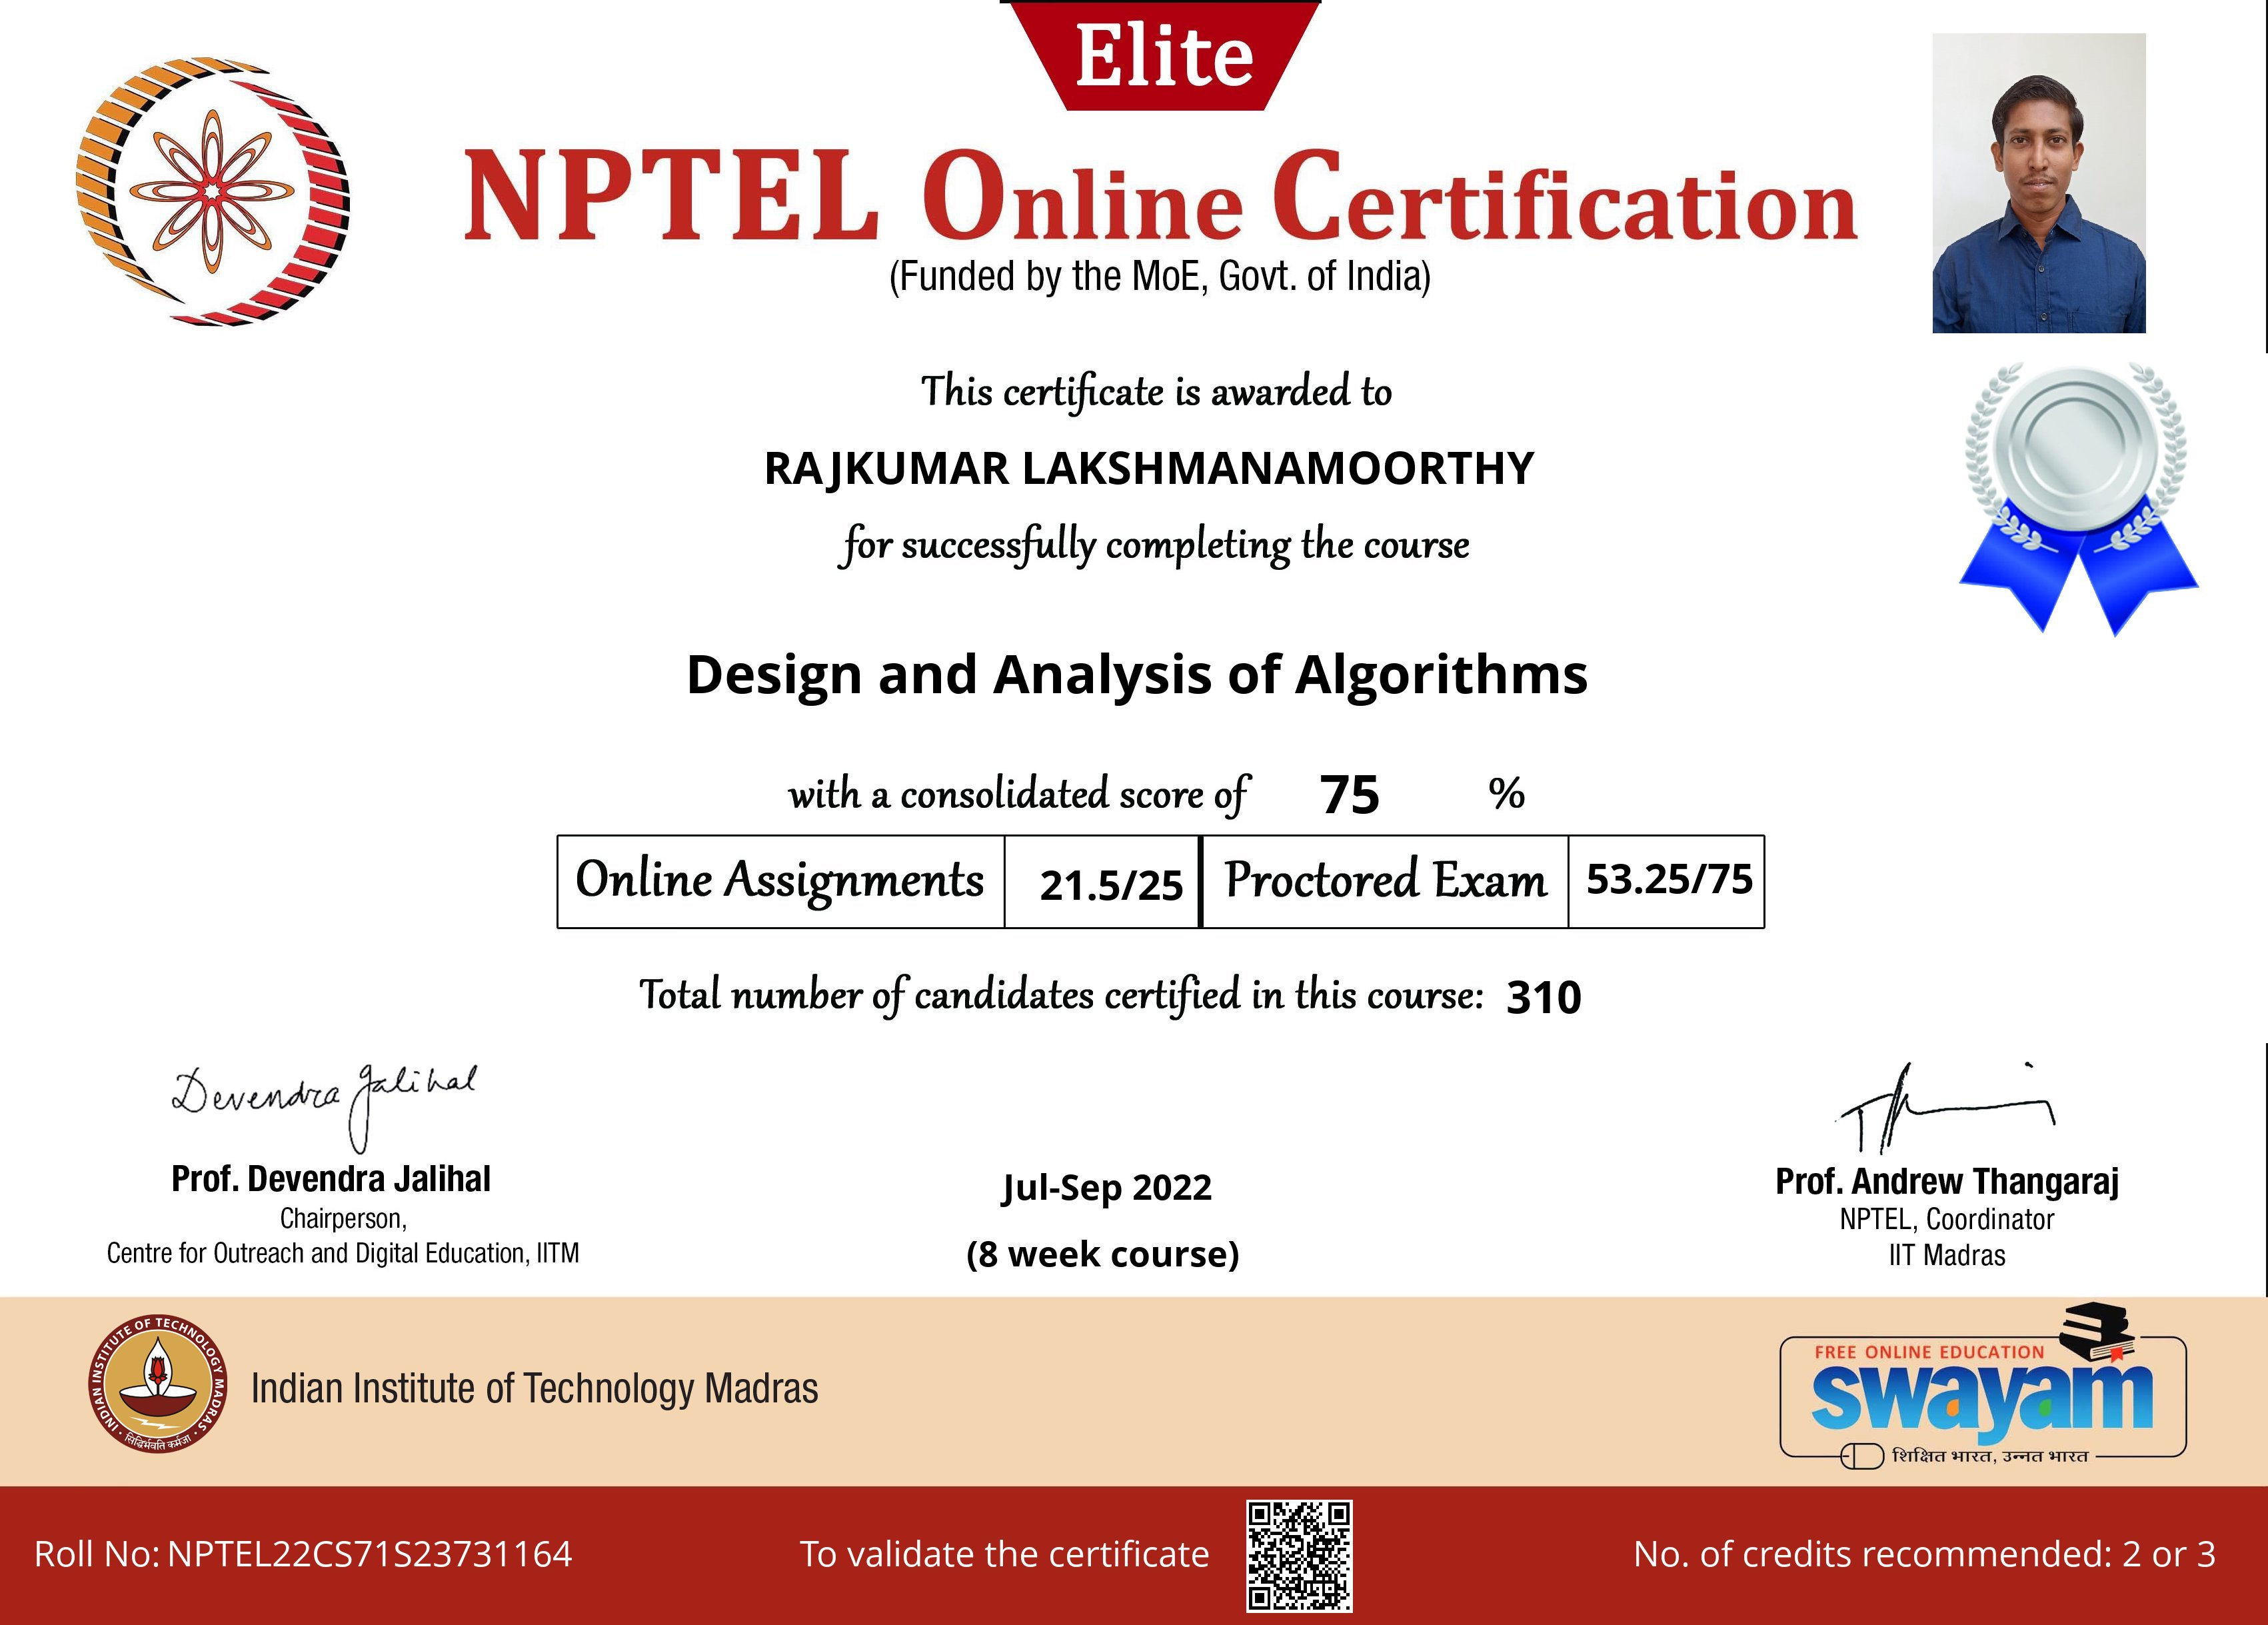 Elite
NPTEL Online Certification
(Funded by the MoE, Govt. of India)
This certificate is awarded to
RAJKUMAR LAKSHMANAMOORTHY
for successfully completing the course
Design and Analysis of Algorithms
with a consolidated score of 75 %
Online Assignments 21.5/25 Proctored Exam 53.25/75
Total number of candidates certified in this course: 310
Devendra Jalihal
Prof. Devendra Jalihal
Chairperson,
Centre for Outreach and Digital Education, IITM
Jul-Sep 2022
(8 week course)
Prof. Andrew Thangaraj
NPTEL, Coordinator
IIT Madras
INDIAN INSTITUTE OF TECHNOLOGY MADRAS
सिद्धिर्भवति कर्मजा
Indian Institute of Technology Madras
FREE ONLINE EDUCATION
swayam
शिक्षित भारत, उन्नत भारत
Roll No: NPTEL22CS71S23731164
To validate the certificate
No. of credits recommended: 2 or 3